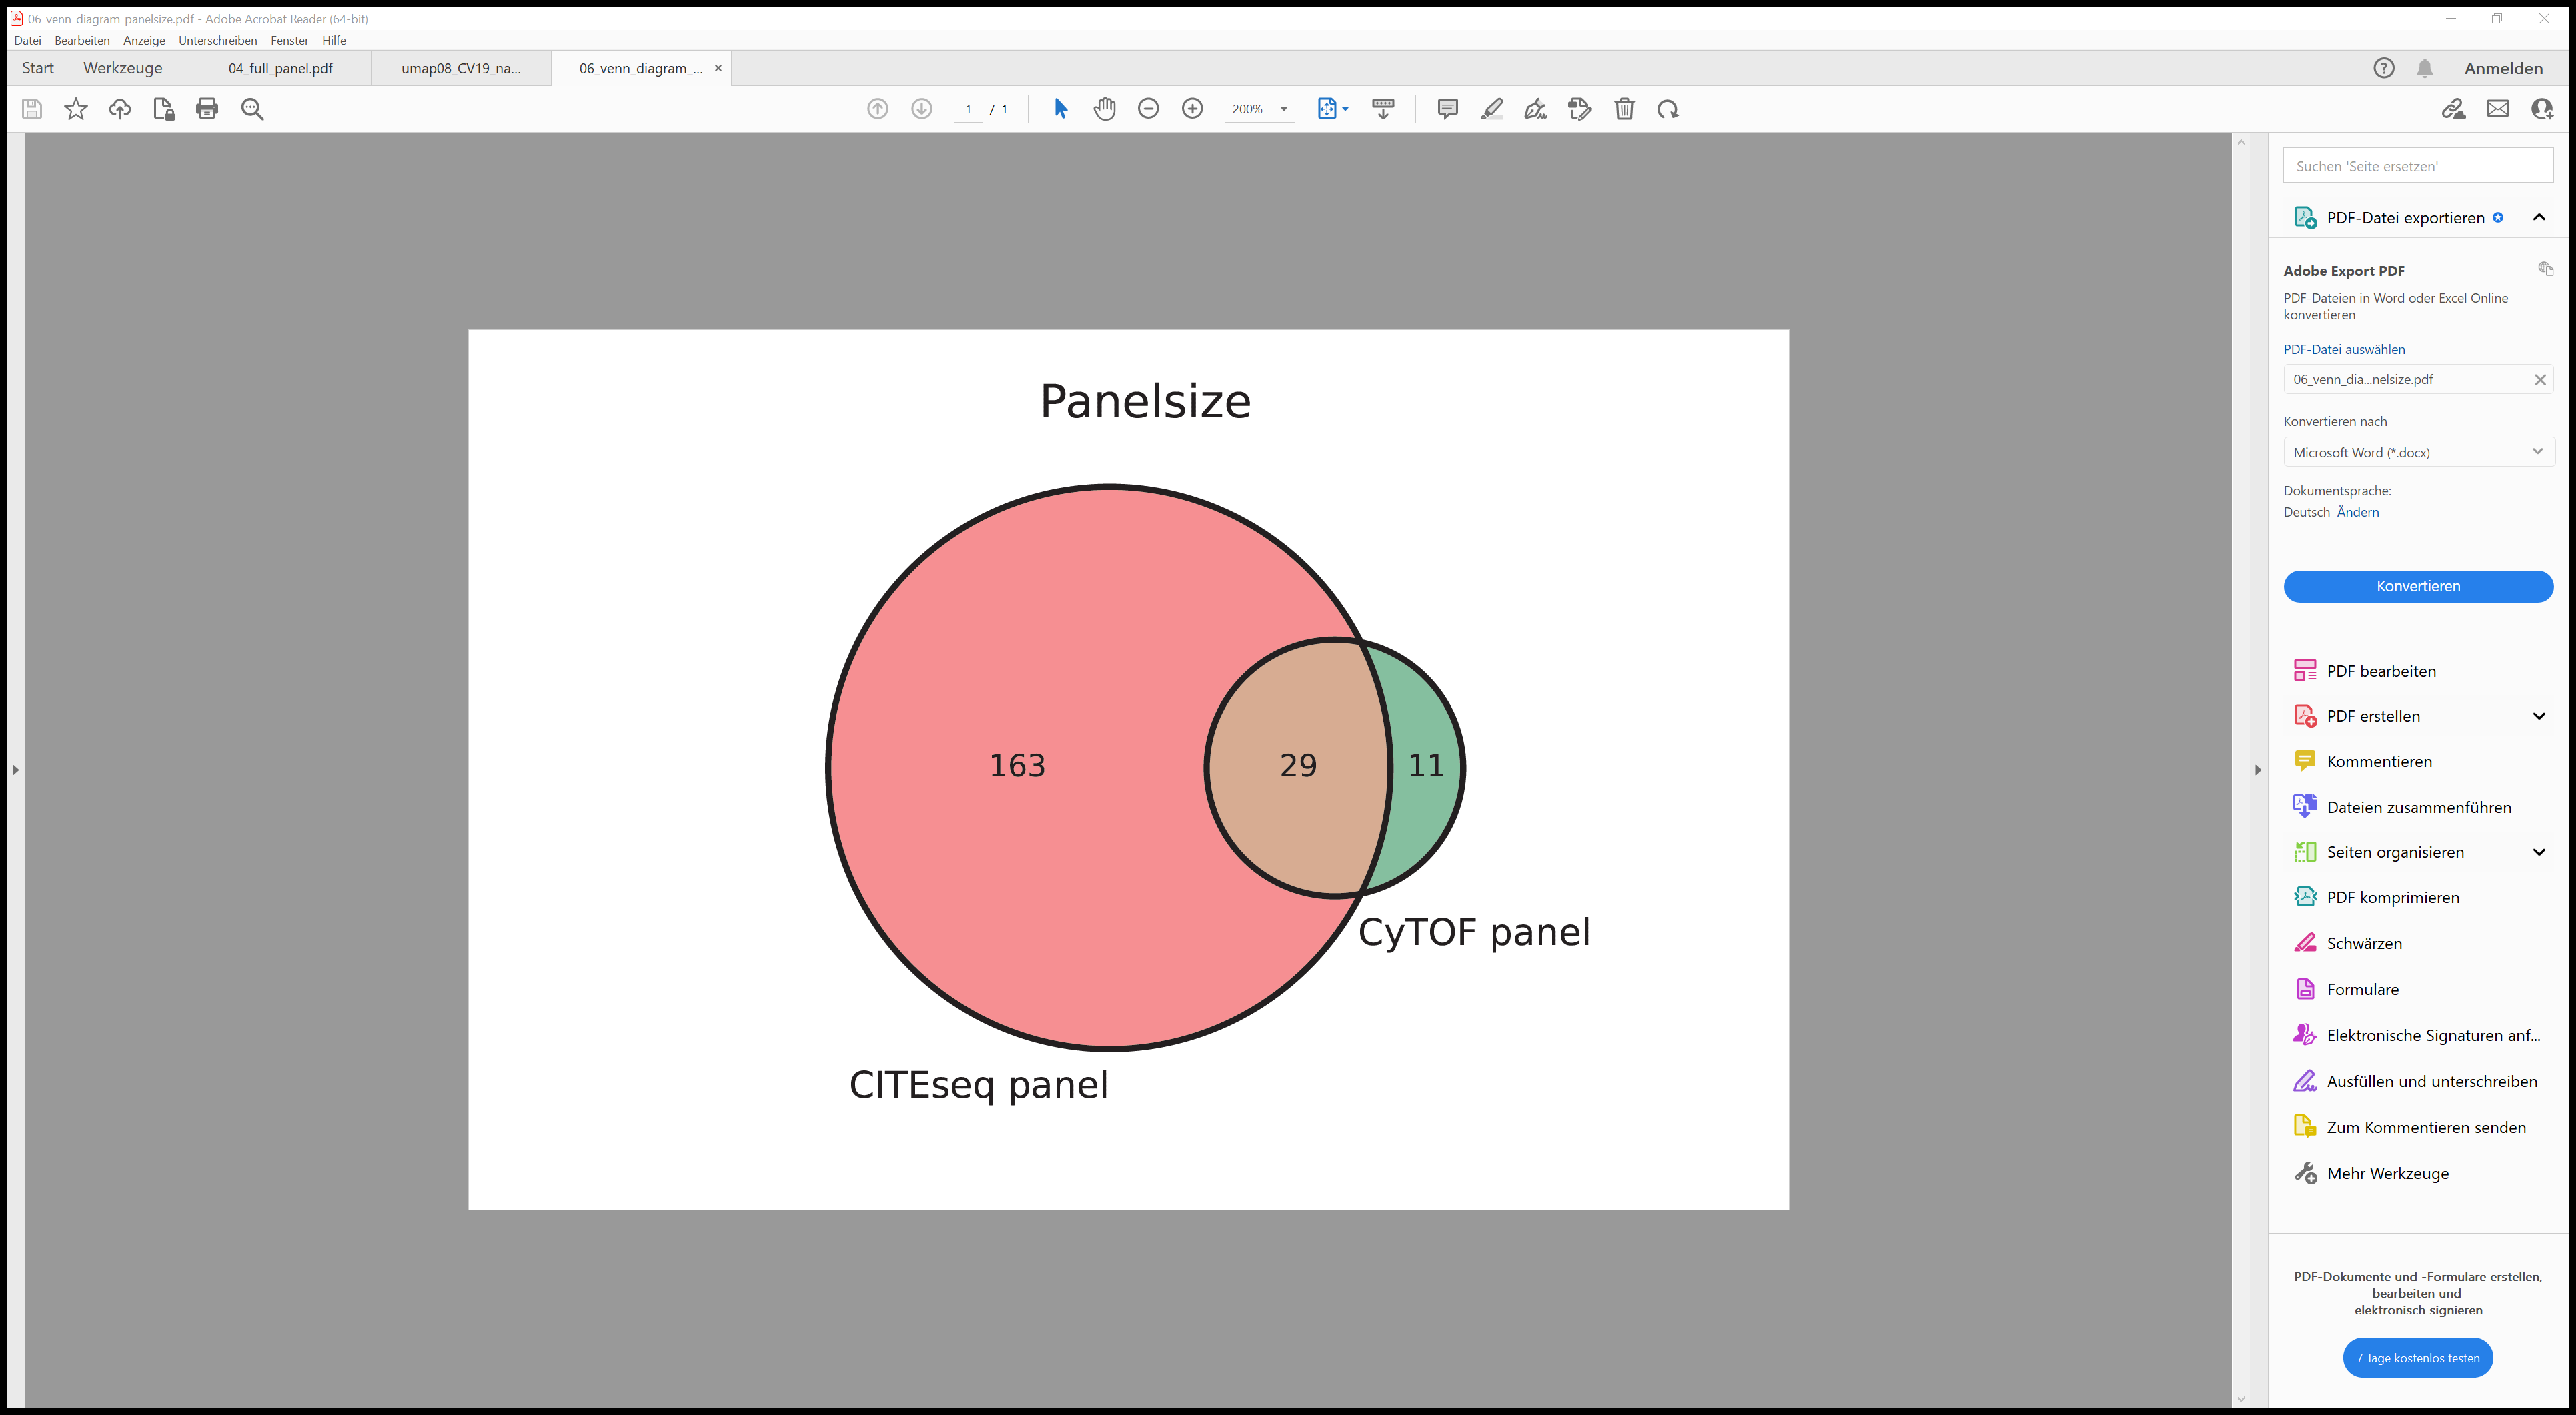 06_venn_diagram_panelsize.pdf - Adobe Acrobat Reader (64-bit)
Datei Bearbeiten Anzeige Unterschreiben Fenster Hilfe
Start Werkzeuge 04_full_panel.pdf umap08_CV19_na... 06_venn_diagram_... × Anmelden
1 / 1 200%
Suchen 'Seite ersetzen'
PDF-Datei exportieren
Adobe Export PDF
PDF-Dateien in Word oder Excel Online
konvertieren
PDF-Datei auswählen
06_venn_dia...nelsize.pdf
Konvertieren nach
Microsoft Word (*.docx)
Dokumentsprache:
Deutsch Ändern
Konvertieren
PDF bearbeiten
PDF erstellen
Kommentieren
Dateien zusammenführen
Seiten organisieren
PDF komprimieren
Schwärzen
Formulare
Elektronische Signaturen anf...
Ausfüllen und unterschreiben
Zum Kommentieren senden
Mehr Werkzeuge
PDF-Dokumente und -Formulare erstellen,
bearbeiten und
elektronisch signieren
7 Tage kostenlos testen
Panelsize
163 29 11
CyTOF panel
CITEseq panel